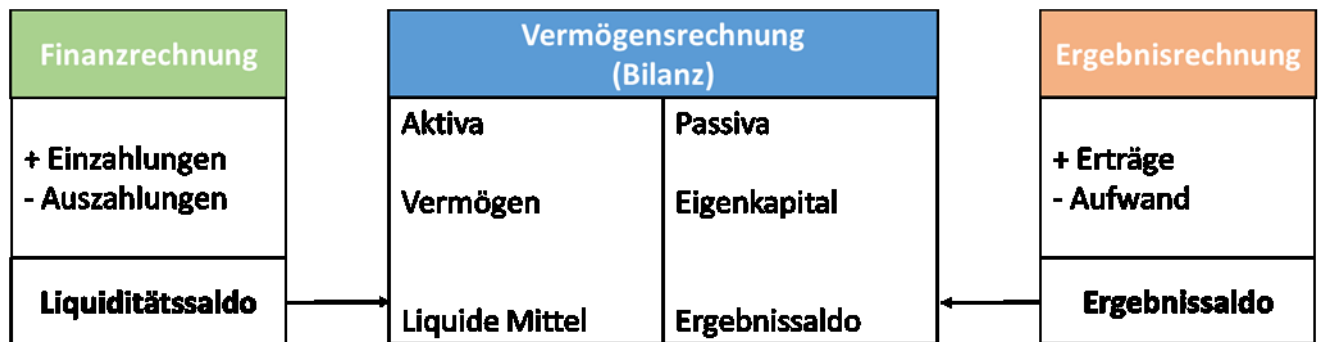 Finanzrechnung
+ Einzahlungen
- Auszahlungen
Liquiditätssaldo
Vermögensrechnung
(Bilanz)
Aktiva
Vermögen
Liquide Mittel
Passiva
Eigenkapital
Ergebnissaldo
Ergebnisrechnung
+ Erträge
- Aufwand
Ergebnissaldo